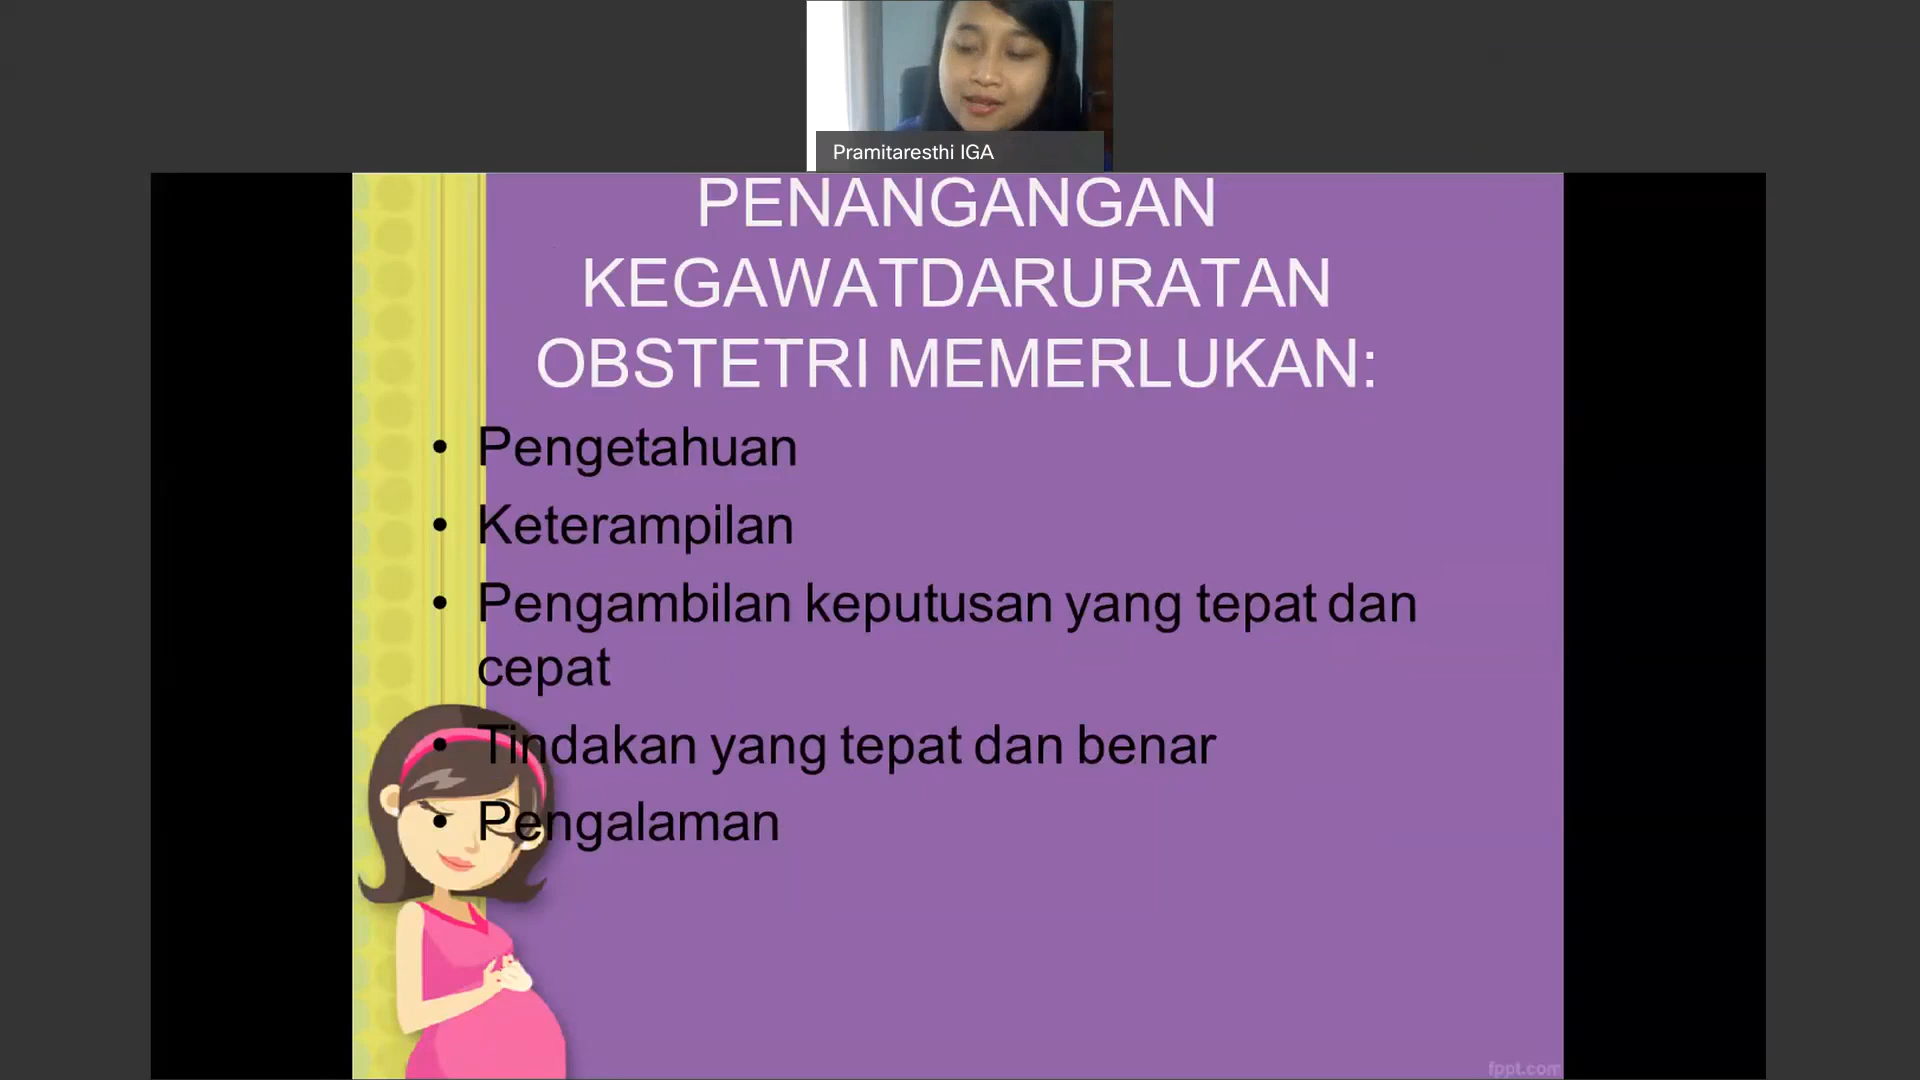 Pramitaresthi IGA
PENANGANGAN
KEGAWATDARURATAN
OBSTETRI MEMERLUKAN:
• Pengetahuan
• Keterampilan
• Pengambilan keputusan yang tepat dan
cepat
• Tindakan yang tepat dan benar
• Pengalaman
fppt.com